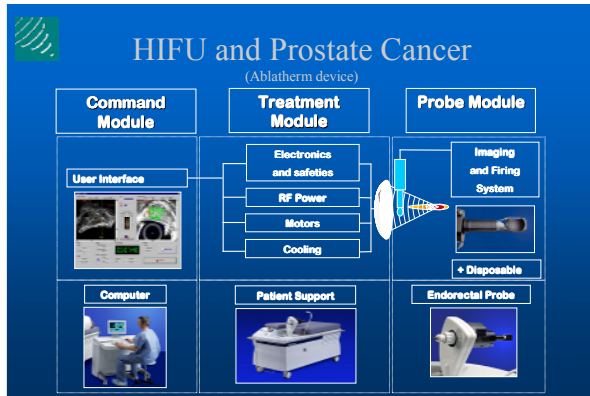 HIFU and Prostate Cancer
(Ablatherm device)
Command
Module
Treatment
Module
Probe Module
User Interface
Electronics
and safeties
RF Power
Motors
Cooling
Imaging
and Firing
System
+ Disposable
Computer
Patient Support
Endorectal Probe